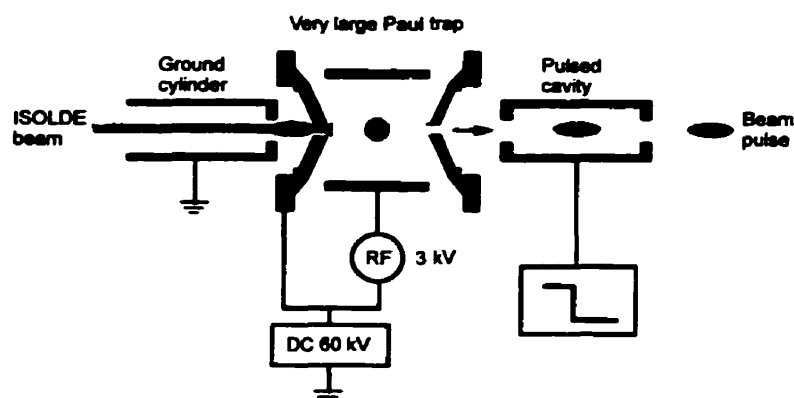 Very large Paul trap
Ground
cylinder
Pulsed
cavity
ISOLDE
beam
Beam
pulse
RF
3 kV
DC 60 kV